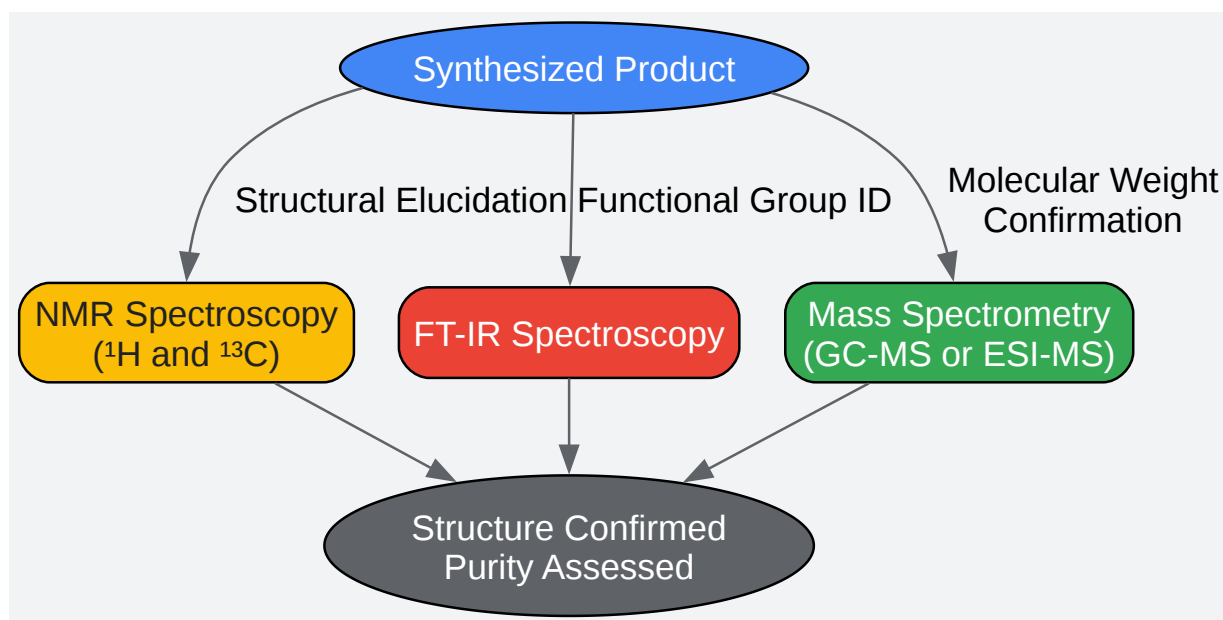 Synthesized Product
Structural Elucidation
Functional Group ID
Molecular Weight
Confirmation
NMR Spectroscopy
(¹H and ¹³C)
FT-IR Spectroscopy
Mass Spectrometry
(GC-MS or ESI-MS)
Structure Confirmed
Purity Assessed